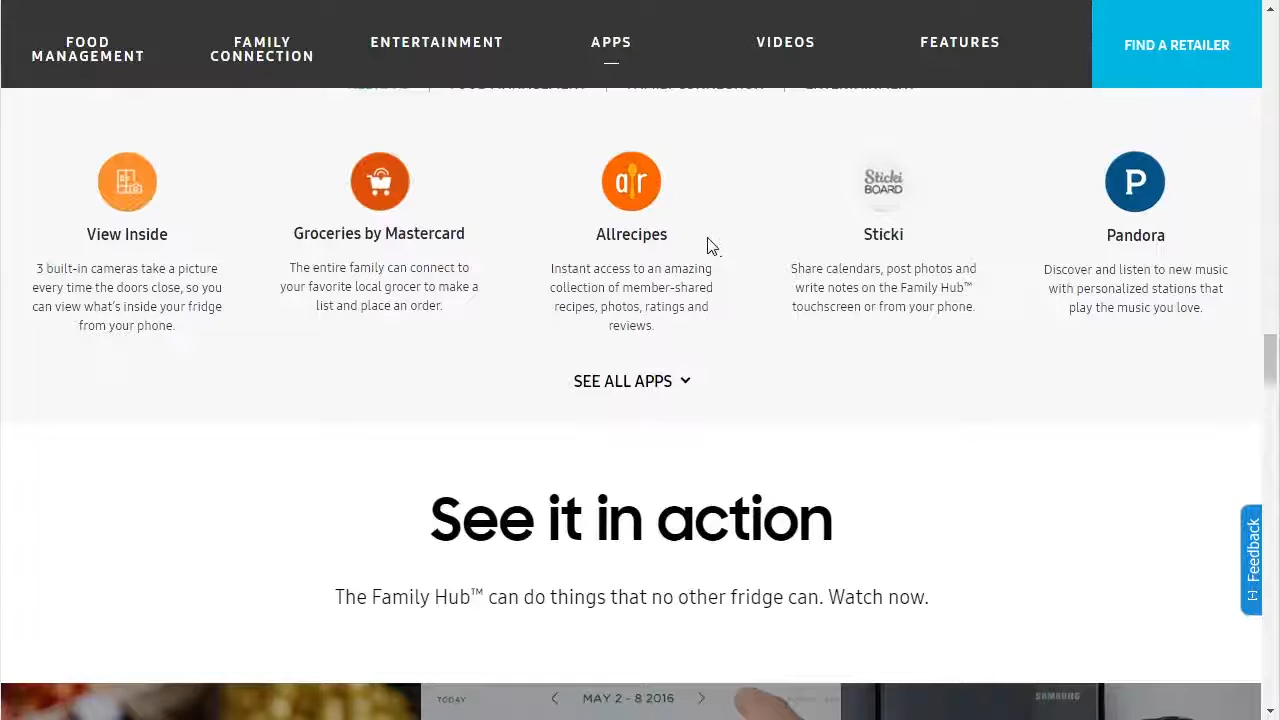 FOOD
MANAGEMENT
FAMILY
CONNECTION
ENTERTAINMENT
APPS
VIDEOS
FEATURES
FIND A RETAILER
air
Sticki
BOARD
P
View Inside
Groceries by Mastercard
Allrecipes
Sticki
Pandora
3 built-in cameras take a picture
every time the doors close, so you
can view what's inside your fridge
from your phone.
The entire family can connect to
your favorite local grocer to make a
list and place an order.
Instant access to an amazing
collection of member-shared
recipes, photos, ratings and
reviews.
Share calendars, post photos and
write notes on the Family Hub™
touchscreen or from your phone.
Discover and listen to new music
with personalized stations that
play the music you love.
SEE ALL APPS
See it in action
The Family Hub™ can do things that no other fridge can. Watch now.
[-] Feedback
TODAY
MAY 2 - 8 2016
SAMSUNG